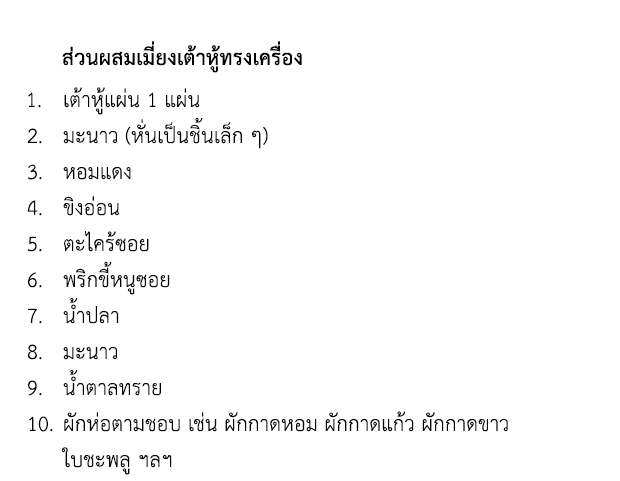 ส่วนผสมเมี่ยงเต้าหู้ทรงเครื่อง
1. เต้าหู้แผ่น 1 แผ่น
2. มะนาว (หั่นเป็นชิ้นเล็ก ๆ)
3. หอมแดง
4. ขิงอ่อน
5. ตะไคร้ซอย
6. พริกขี้หนูซอย
7. น้ำปลา
8. มะนาว
9. น้ำตาลทราย
10. ผักห่อตามชอบ เช่น ผักกาดหอม ผักกาดแก้ว ผักกาดขาว
ใบชะพลู ฯลฯ